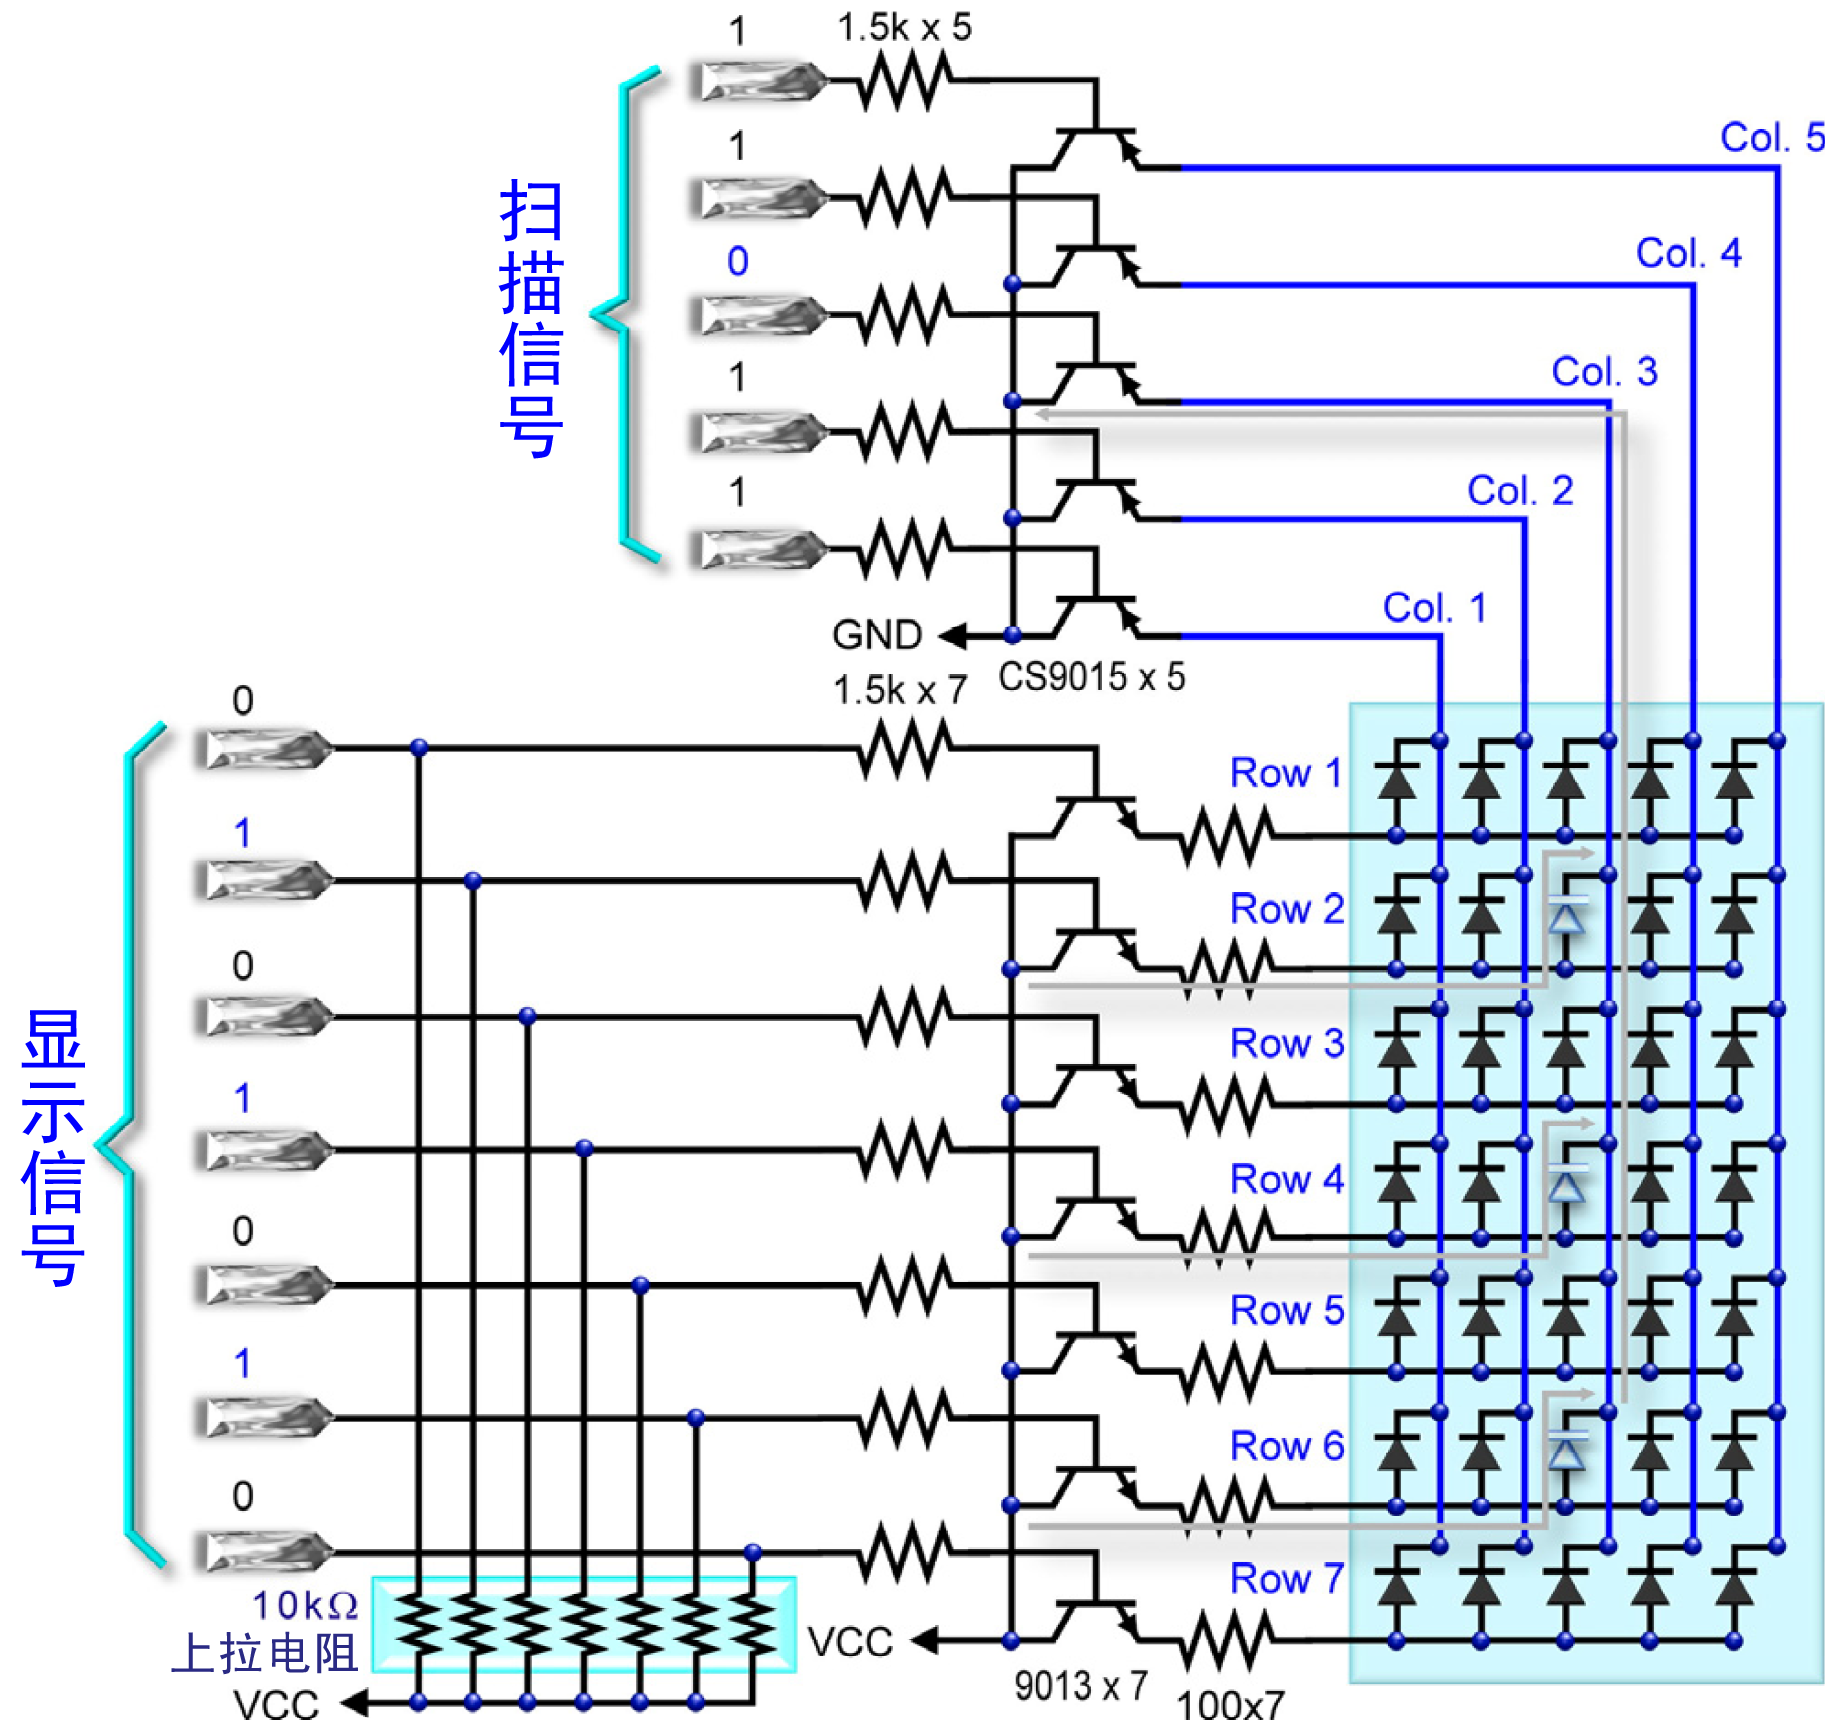 1
1.5k x 5
Col. 5
1
Col. 4
0
扫描信号
Col. 3
1
Col. 2
1
Col. 1
GND
CS9015 x 5
1.5k x 7
0
Row 1
1
Row 2
0
Row 3
显示信号
1
Row 4
0
Row 5
1
Row 6
0
Row 7
10kΩ
上拉电阻
VCC
VCC
9013 x 7
100x7